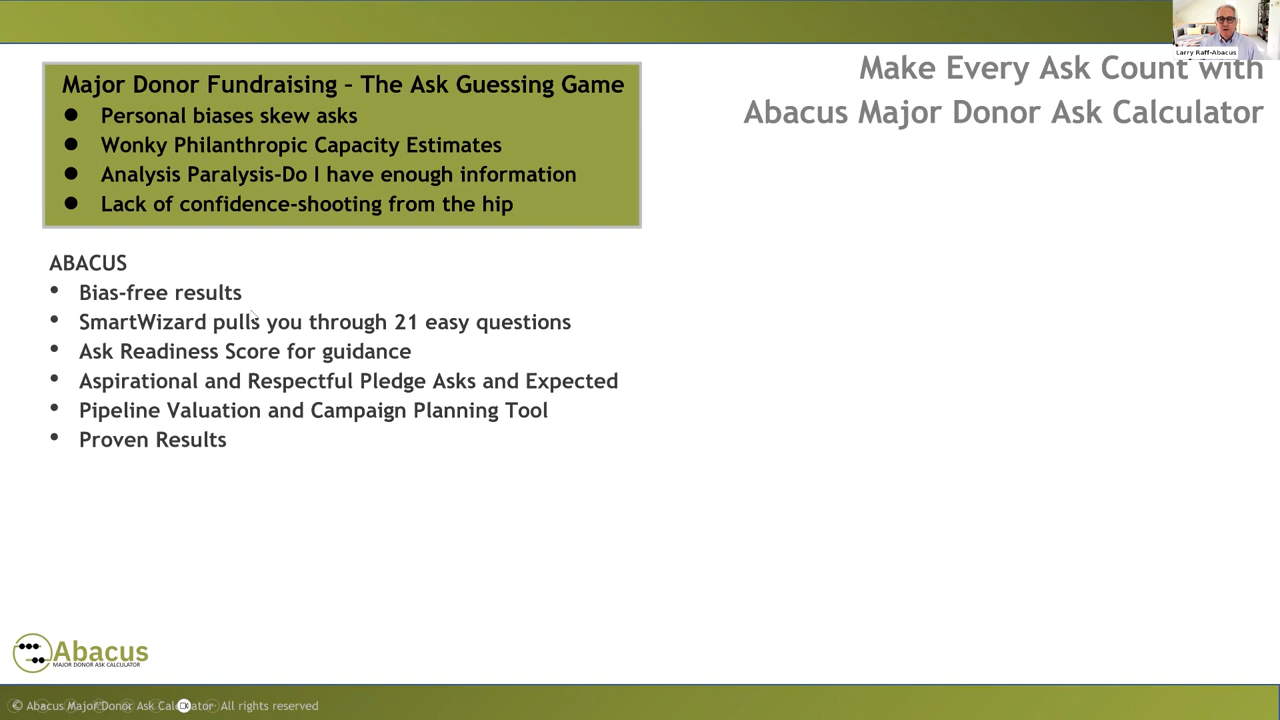 Larry Raff-Abacus
Make Every Ask Count with
Abacus Major Donor Ask Calculator
Major Donor Fundraising – The Ask Guessing Game
● Personal biases skew asks
● Wonky Philanthropic Capacity Estimates
● Analysis Paralysis-Do I have enough information
● Lack of confidence-shooting from the hip
ABACUS
• Bias-free results
• SmartWizard pulls you through 21 easy questions
• Ask Readiness Score for guidance
• Aspirational and Respectful Pledge Asks and Expected
• Pipeline Valuation and Campaign Planning Tool
• Proven Results
Abacus
MAJOR DONOR ASK CALCULATOR
© Abacus Major Donor Ask Calculator All rights reserved